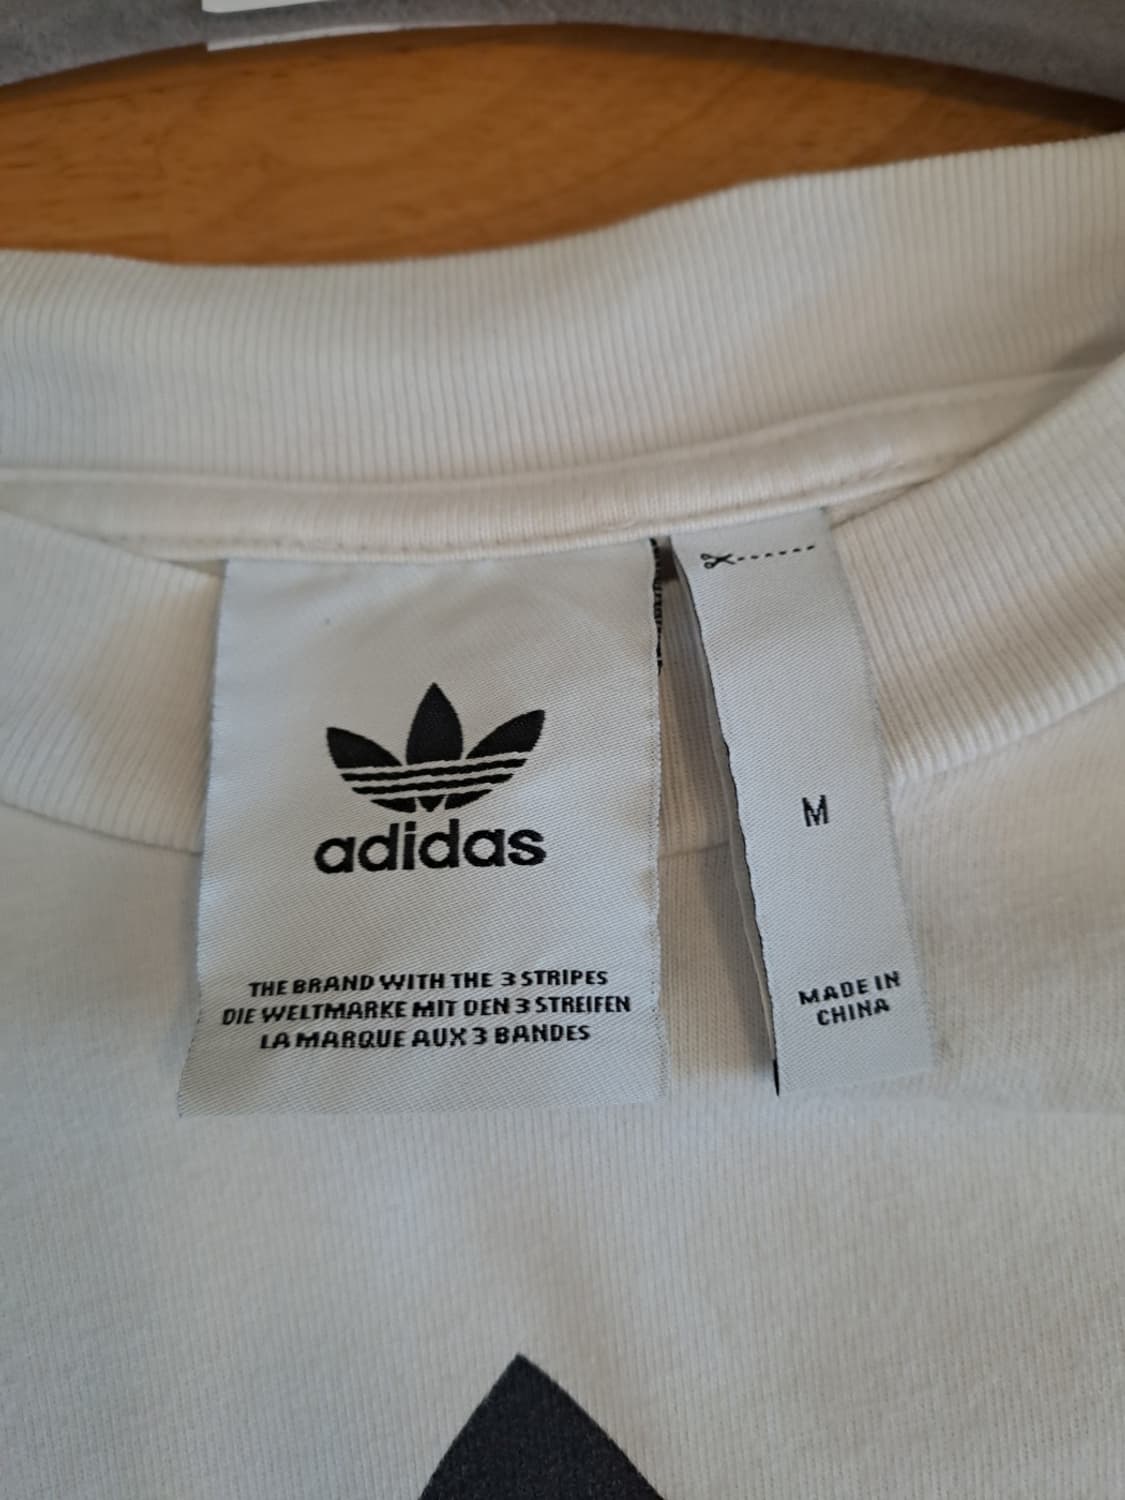 adidas
THE BRAND WITH THE 3 STRIPES
DIE WELTMARKE MIT DEN 3 STREIFEN
LA MARQUE AUX 3 BANDES
M
MADE IN
CHINA